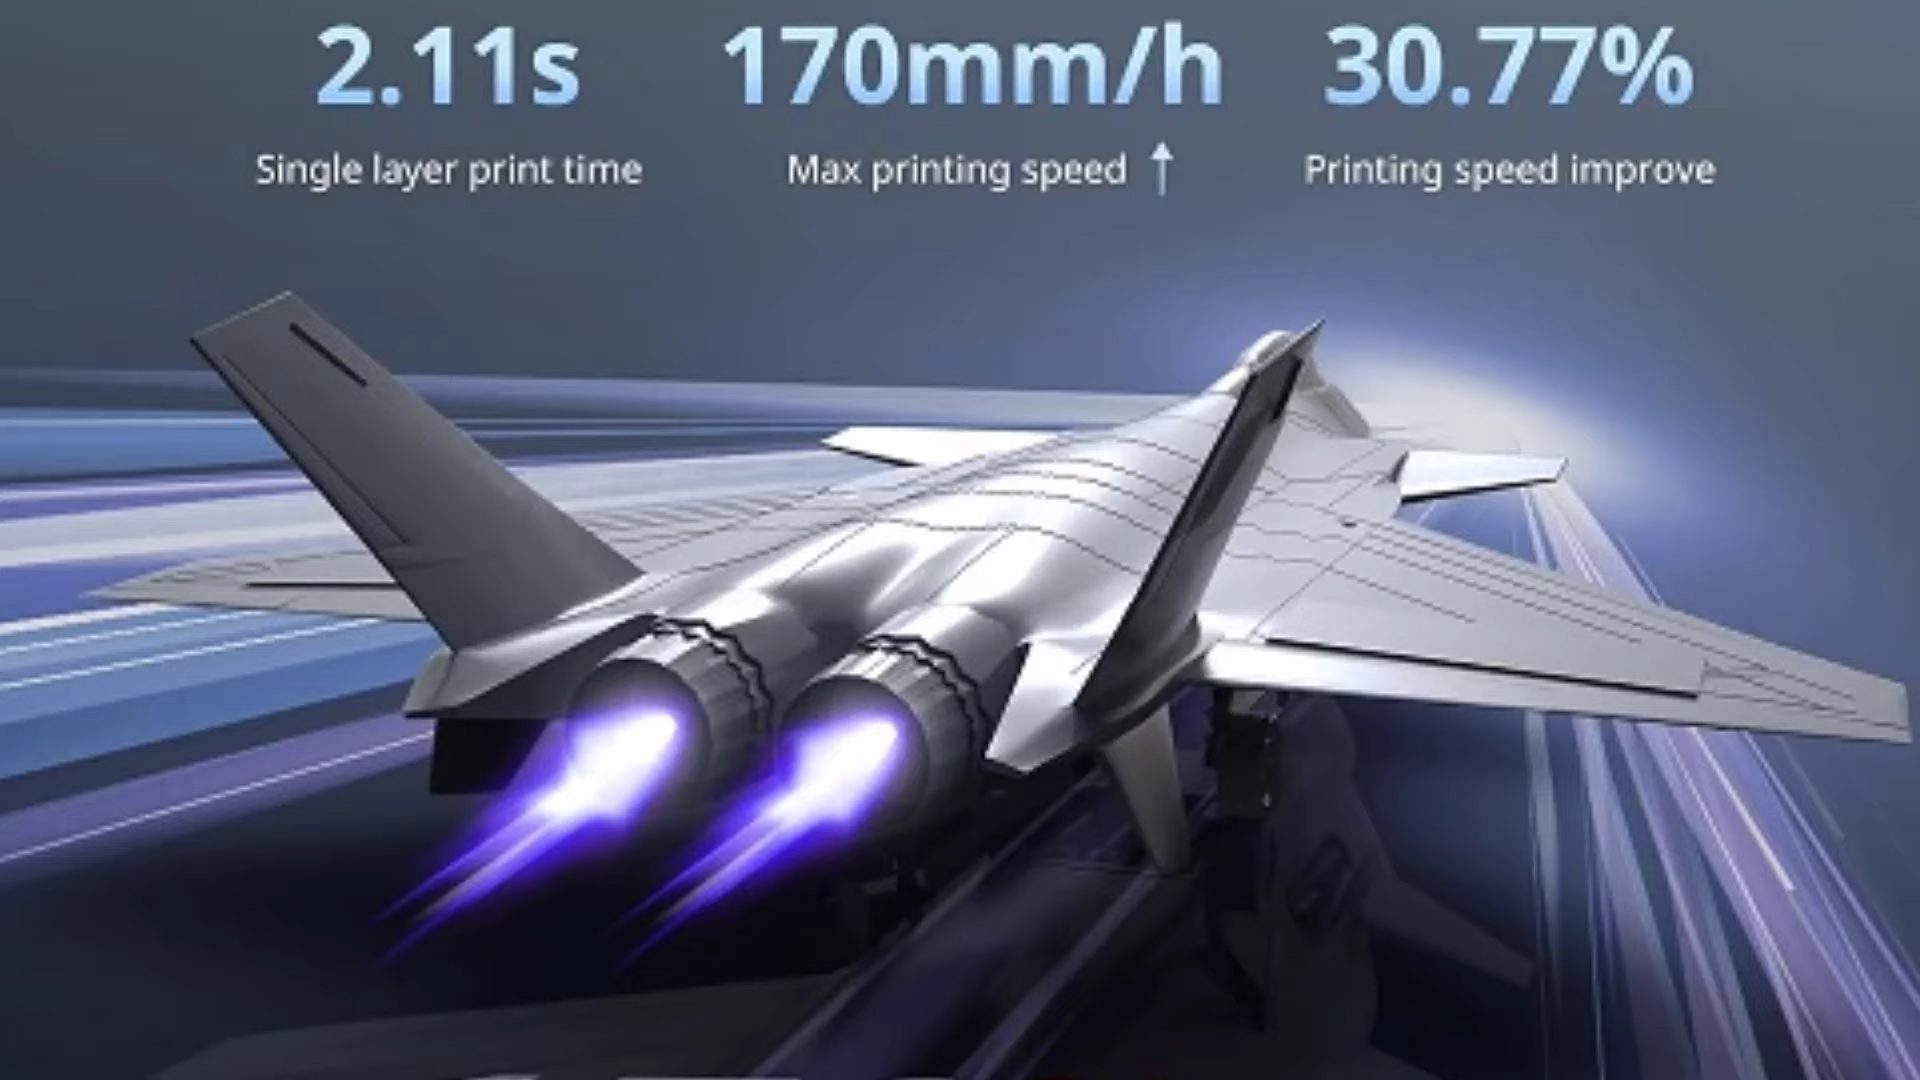 2.11s 170mm/h 30.77%
Single layer print time Max printing speed ↑ Printing speed improve